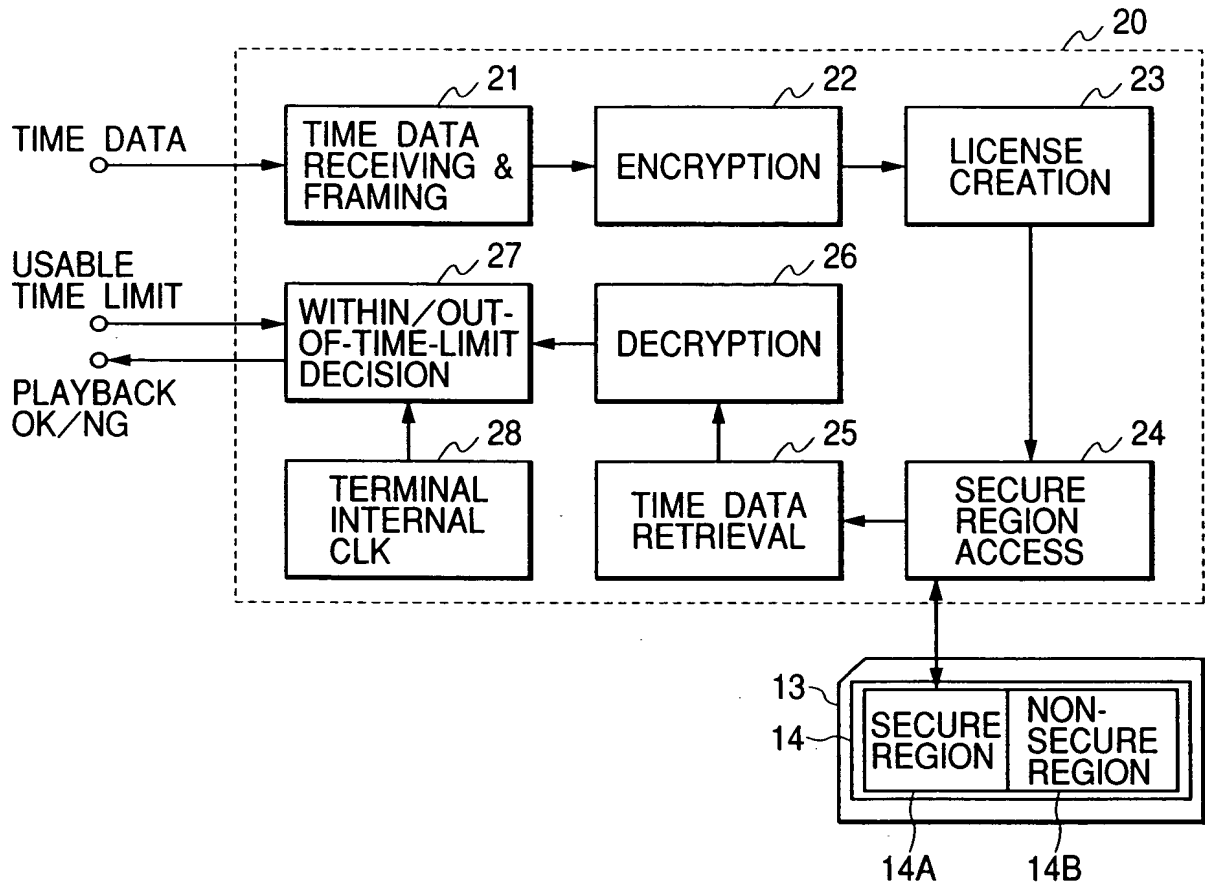 20
21
22
23
TIME DATA
TIME DATA
RECEIVING &
FRAMING
ENCRYPTION
LICENSE
CREATION
USABLE
TIME LIMIT
27
26
WITHIN/OUT-
OF-TIME-LIMIT
DECISION
DECRYPTION
PLAYBACK
OK/NG
28
25
24
TERMINAL
INTERNAL
CLK
TIME DATA
RETRIEVAL
SECURE
REGION
ACCESS
13
14
SECURE
REGION
NON-
SECURE
REGION
14A
14B